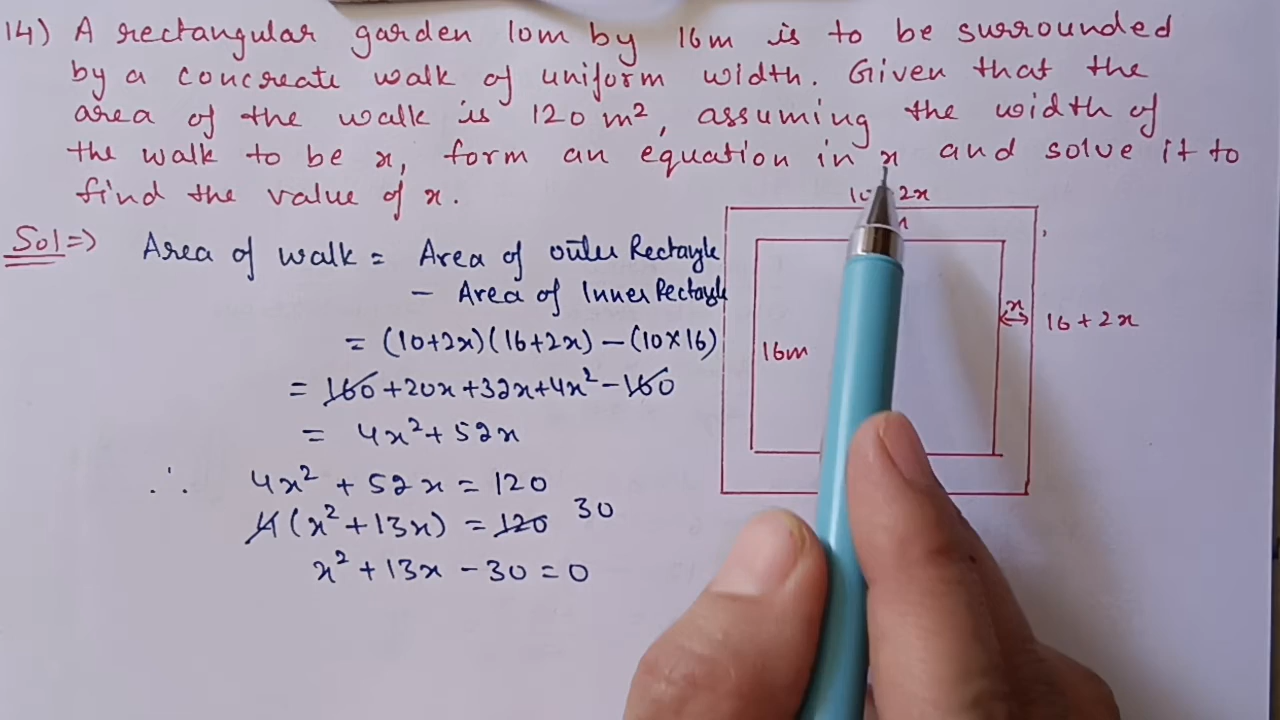 14) A rectangular garden 10m by 16m is to be surrounded
by a concreate walk of uniform width. Given that the
area of the walk is 120 m², assuming the width of
the walk to be x, form an equation in x and solve it to
find the value of x.
Sol=> Area of walk = Area of outer Rectangle
- Area of Inner Rectangle
= (10+2x)(16+2x) - (10×16)
= 160 + 20x + 32x + 4x² - 160
= 4x² + 52x
∴ 4x² + 52x = 120
4(x² + 13x) = 120 30
x² + 13x - 30 = 0
2x
x
x
16+2x
16m